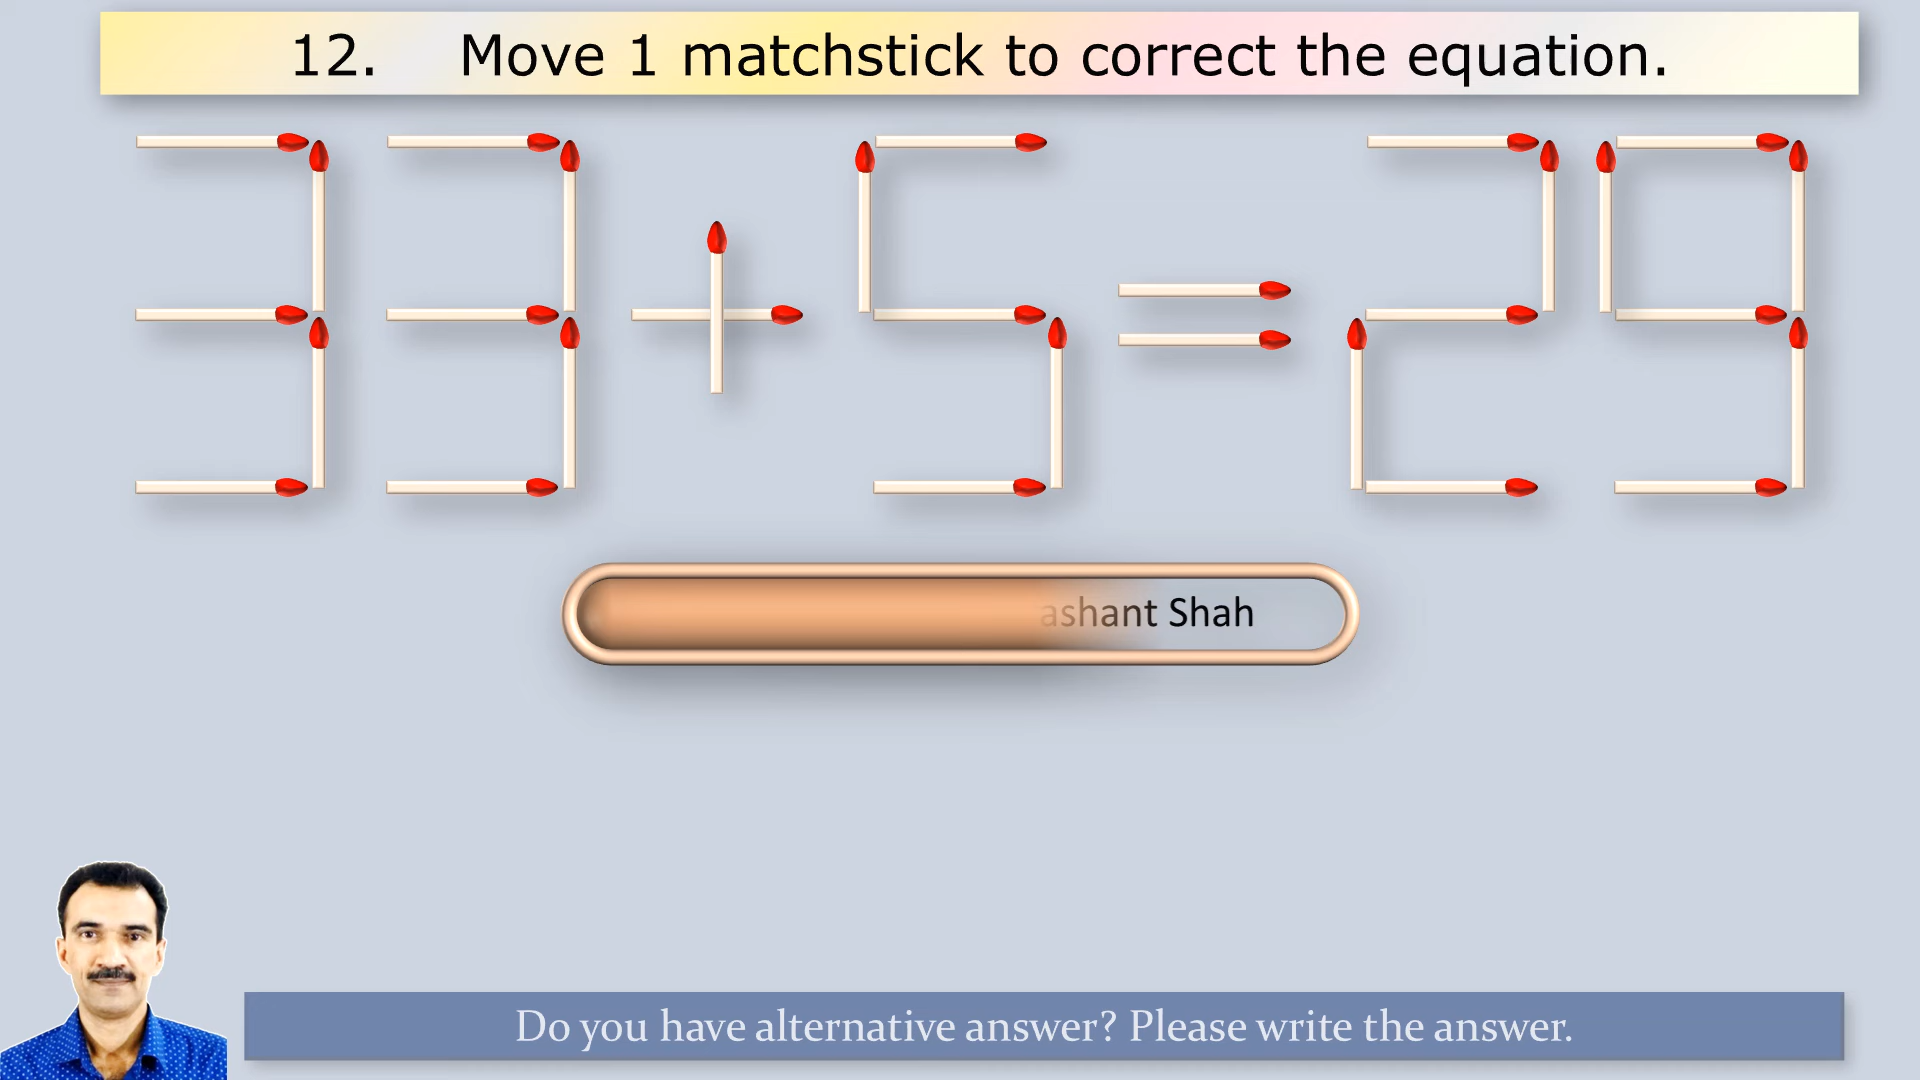 12. Move 1 matchstick to correct the equation.
33+5=29
Shah
Do you have alternative answer? Please write the answer.